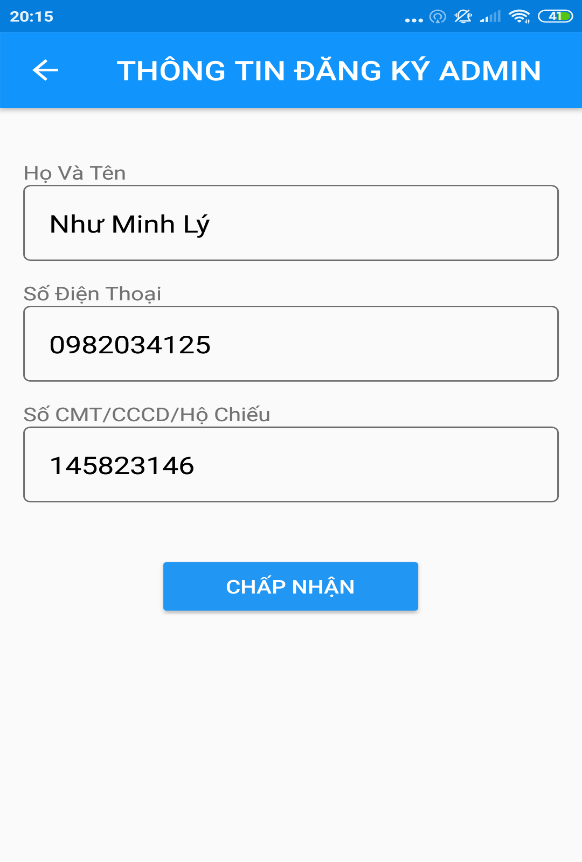 20:15
41
THÔNG TIN ĐĂNG KÝ ADMIN
Họ Và Tên
Như Minh Lý
Số Điện Thoại
0982034125
Số CMT/CCCD/Hộ Chiếu
145823146
CHẤP NHẬN